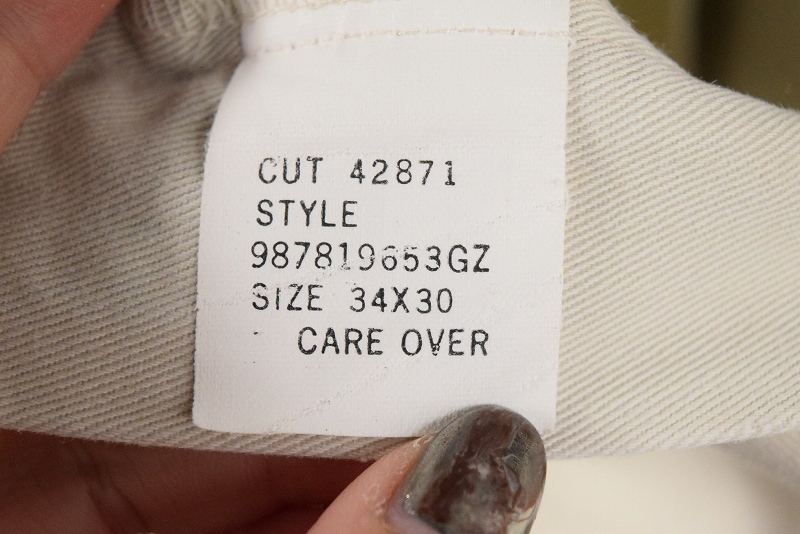 CUT 42871
STYLE
987819653GZ
SIZE 34X30
CARE OVER